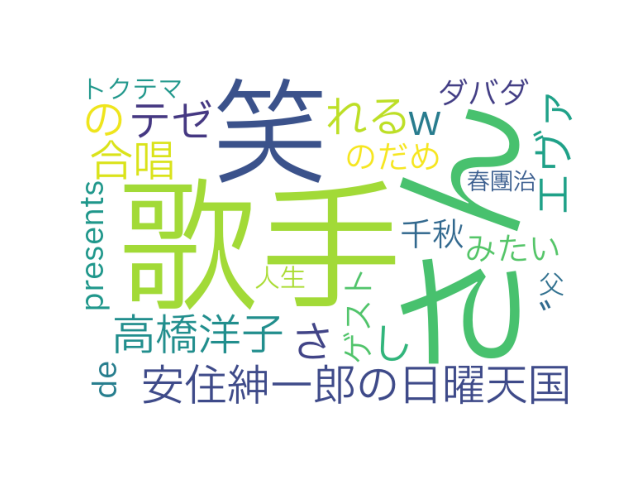 トクテマ
の
テゼ
笑
れる
w
ダバダ
合唱
のだめ
エヴァ
春團治
歌手
さん
千秋
みたい
presents
人生
父
高橋洋子
さ
ゲスト
し
〞
de
安住紳一郎の日曜天国